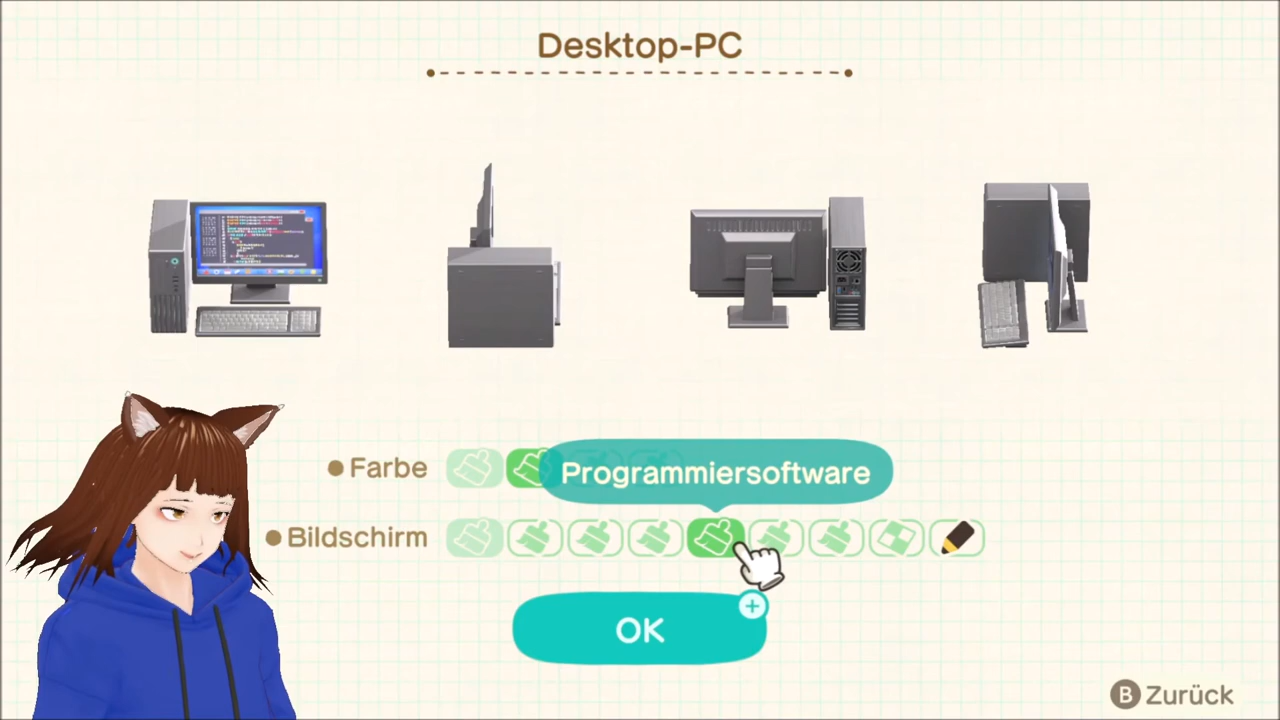 Desktop-PC
Farbe
Programmiersoftware
Bildschirm
OK
B Zurück